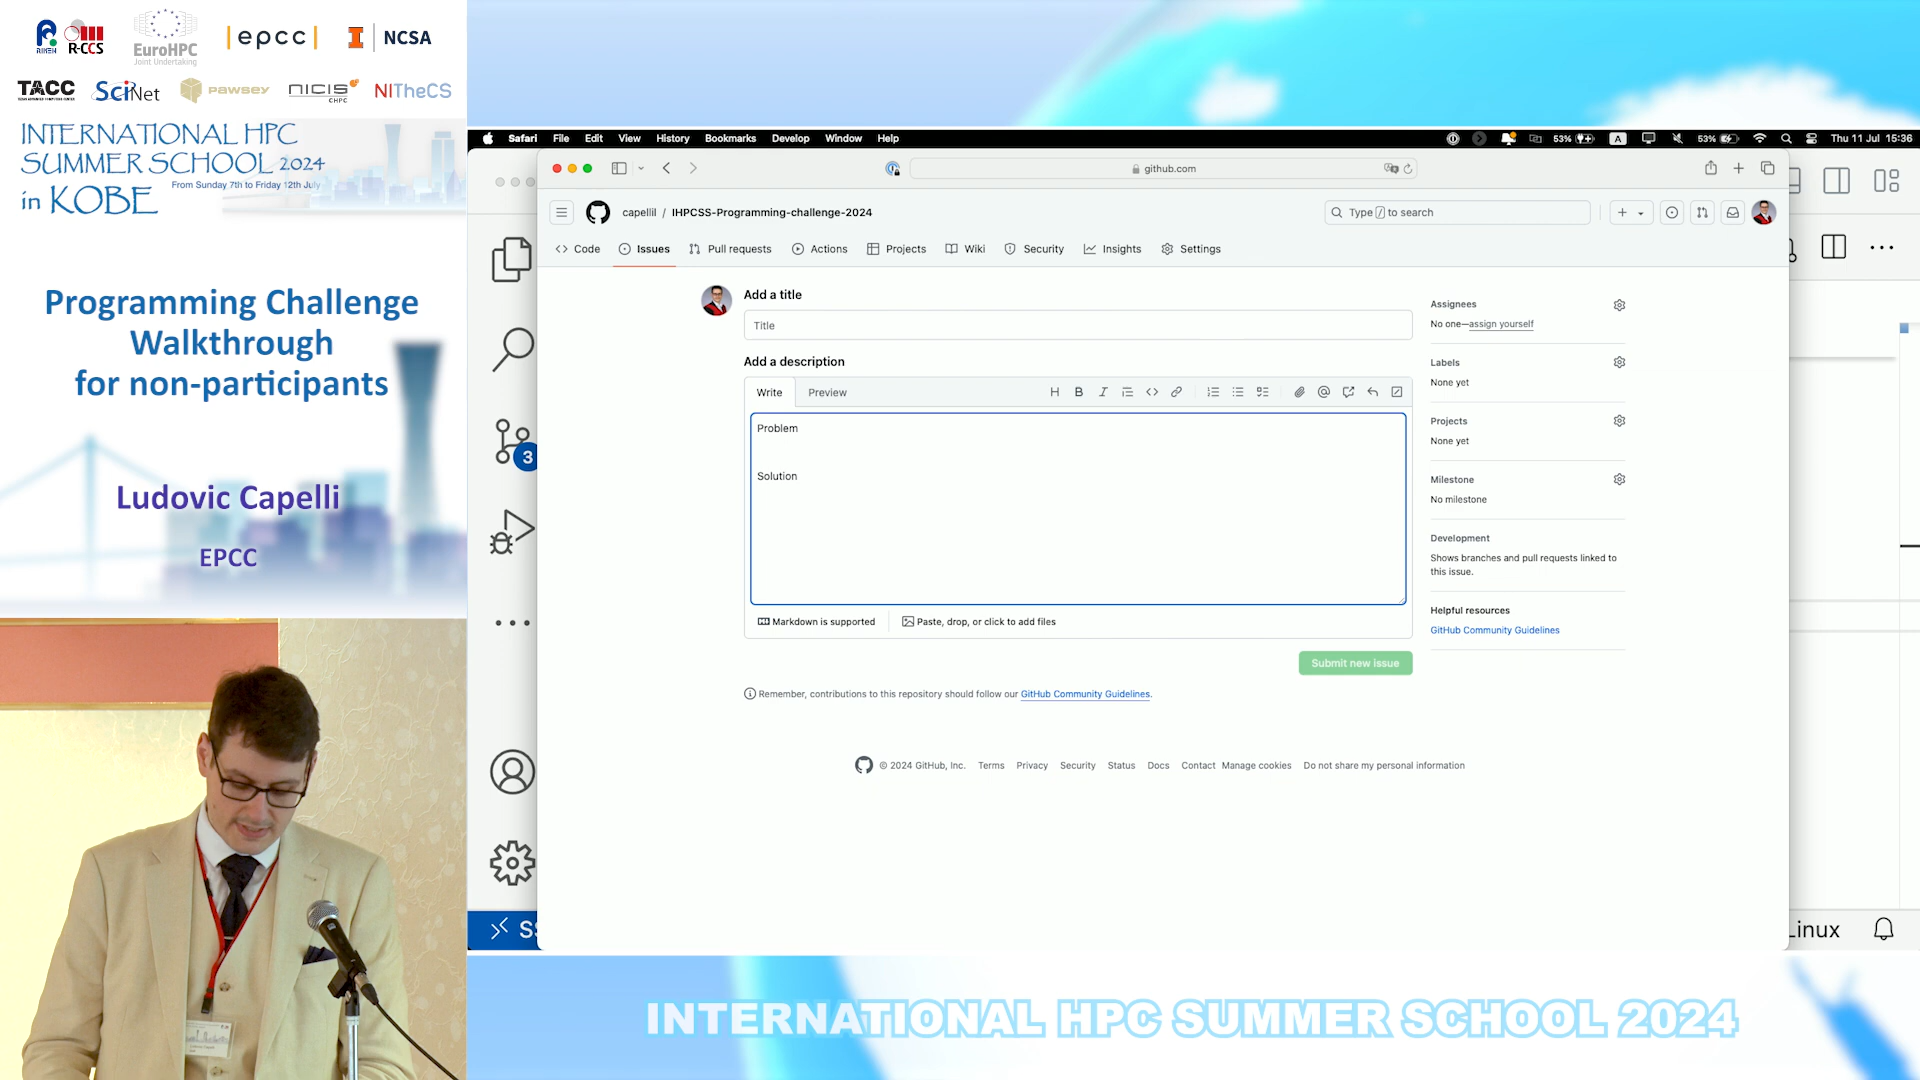 RIKEN R-CCS
EuroHPC
Joint Undertaking
epcc
I NCSA
TACC
SciNet
PAWSEY
NICIS
CHPC
NITheCS
INTERNATIONAL HPC
SUMMER SCHOOL 2024
From Sunday 7th to Friday 12th July
in KOBE
Programming Challenge
Walkthrough
for non-participants
Ludovic Capelli
EPCC
Safari File Edit View History Bookmarks Develop Window Help
53% A 53% Thu 11 Jul 15:36
github.com
capellil / IHPCSS-Programming-challenge-2024
Type / to search
Code Issues Pull requests Actions Projects Wiki Security Insights Settings
Add a title
Title
Add a description
Write Preview
H B I
Problem
Solution
Markdown is supported
Paste, drop, or click to add files
Submit new issue
Remember, contributions to this repository should follow our GitHub Community Guidelines.
Assignees
No one—assign yourself
Labels
None yet
Projects
None yet
Milestone
No milestone
Development
Shows branches and pull requests linked to
this issue.
Helpful resources
GitHub Community Guidelines
© 2024 GitHub, Inc. Terms Privacy Security Status Docs Contact Manage cookies Do not share my personal information
3
SS
Linux
INTERNATIONAL HPC SUMMER SCHOOL 2024